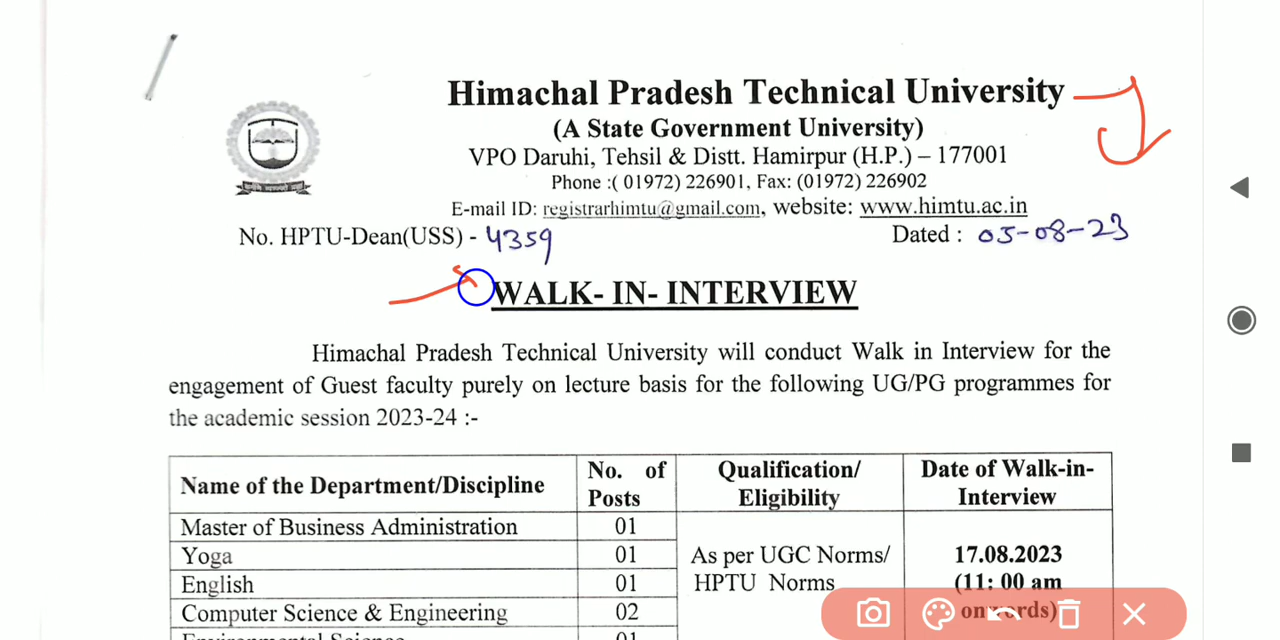 Himachal Pradesh Technical University
(A State Government University)
VPO Daruhi, Tehsil & Distt. Hamirpur (H.P.) – 177001
Phone :( 01972) 226901, Fax: (01972) 226902
E-mail ID: registrarhimtu@gmail.com, website: www.himtu.ac.in
No. HPTU-Dean(USS) - 4359 Dated : 05-08-23
WALK- IN- INTERVIEW
Himachal Pradesh Technical University will conduct Walk in Interview for the
engagement of Guest faculty purely on lecture basis for the following UG/PG programmes for
the academic session 2023-24 :-
Name of the Department/Discipline No. of Posts Qualification/ Eligibility Date of Walk-in- Interview
Master of Business Administration 01
Yoga 01 As per UGC Norms/ 17.08.2023
English 01 HPTU Norms (11: 00 am
Computer Science & Engineering 02
Environmental Science 01